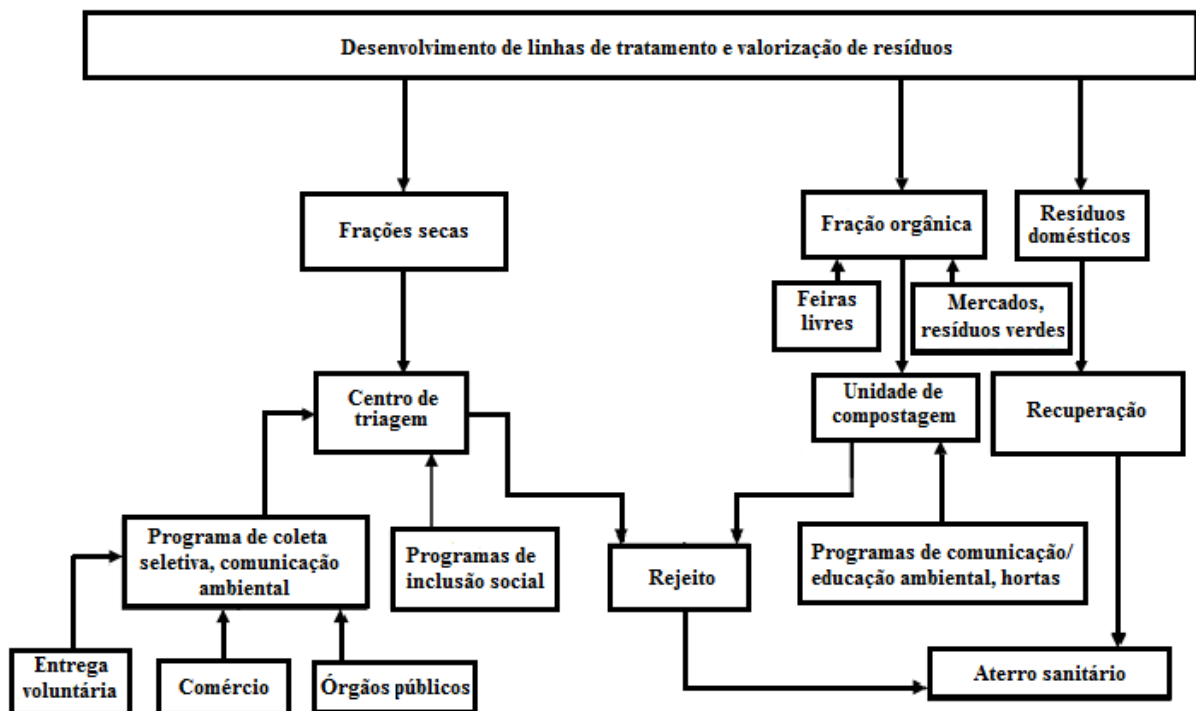 Desenvolvimento de linhas de tratamento e valorização de resíduos
Frações secas
Fração orgânica
Resíduos
domésticos
Feiras
livres
Mercados,
resíduos verdes
Centro de
triagem
Unidade de
compostagem
Recuperação
Programa de coleta
seletiva, comunicação
ambiental
Programas de
inclusão social
Rejeito
Programas de comunicação/
educação ambiental, hortas
Entrega
voluntária
Comércio
Órgãos públicos
Aterro sanitário